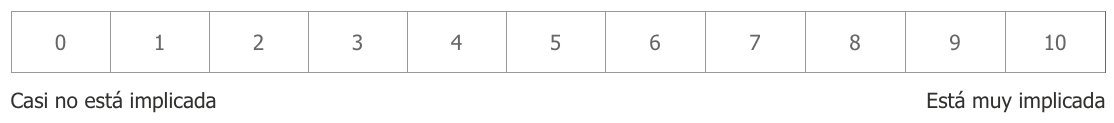 0 1 2 3 4 5 6 7 8 9 10
Casi no está implicada Está muy implicada